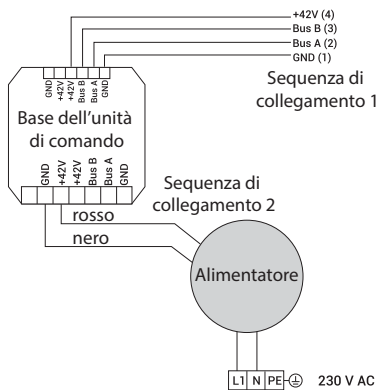 +42V (4)
Bus B (3)
Bus A (2)
GND (1)
Sequenza di
collegamento 1
GND
+42V
+42V
Bus B
Bus A
GND
Base dell'unità
di comando
GND
+42V
+42V
Bus B
Bus A
GND
Sequenza di
collegamento 2
rosso
nero
Alimentatore
L1 N PE 230 V AC